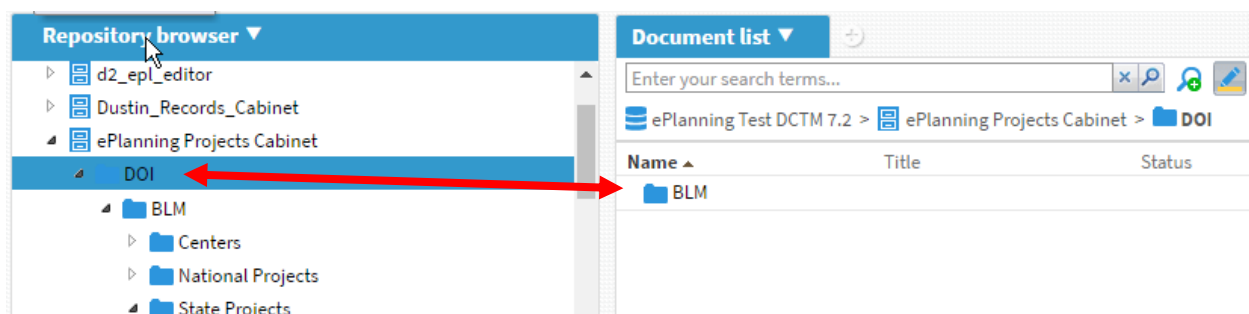 Repository browser ▼
d2_epl_editor
Dustin_Records_Cabinet
ePlanning Projects Cabinet
DOI
BLM
Centers
National Projects
State Projects
Document list ▼
Enter your search terms...
ePlanning Test DCTM 7.2 > ePlanning Projects Cabinet > DOI
Name Title Status
BLM